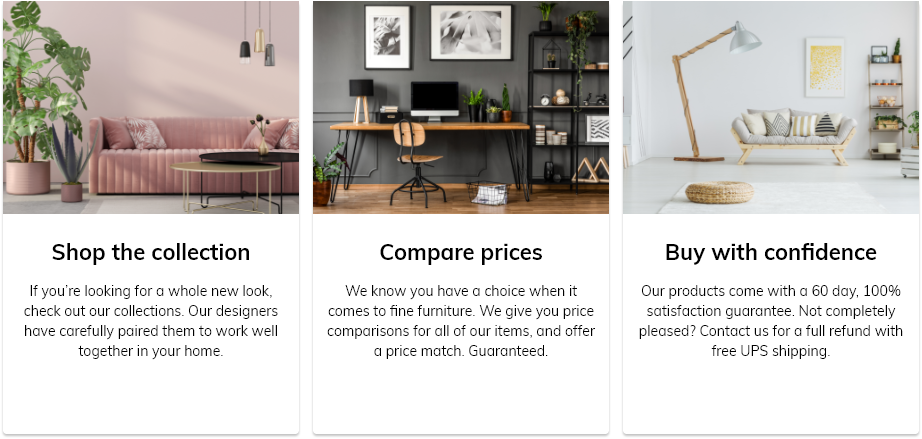 Shop the collection
If you're looking for a whole new look,
check out our collections. Our designers
have carefully paired them to work well
together in your home.
Compare prices
We know you have a choice when it
comes to fine furniture. We give you price
comparisons for all of our items, and offer
a price match. Guaranteed.
Buy with confidence
Our products come with a 60 day, 100%
satisfaction guarantee. Not completely
pleased? Contact us for a full refund with
free UPS shipping.